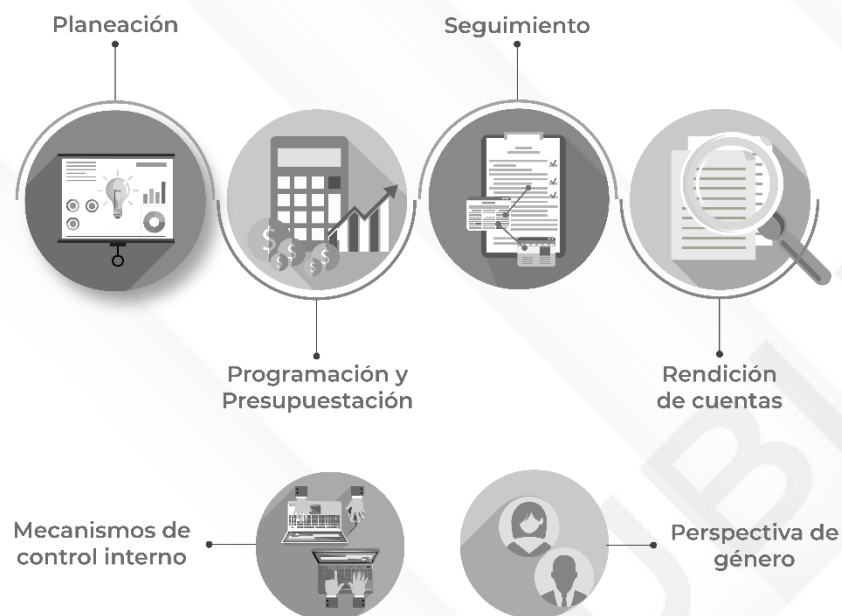 Planeación
Seguimiento
Programación y
Presupuestación
Rendición
de cuentas
Mecanismos de
control interno
Perspectiva de
género